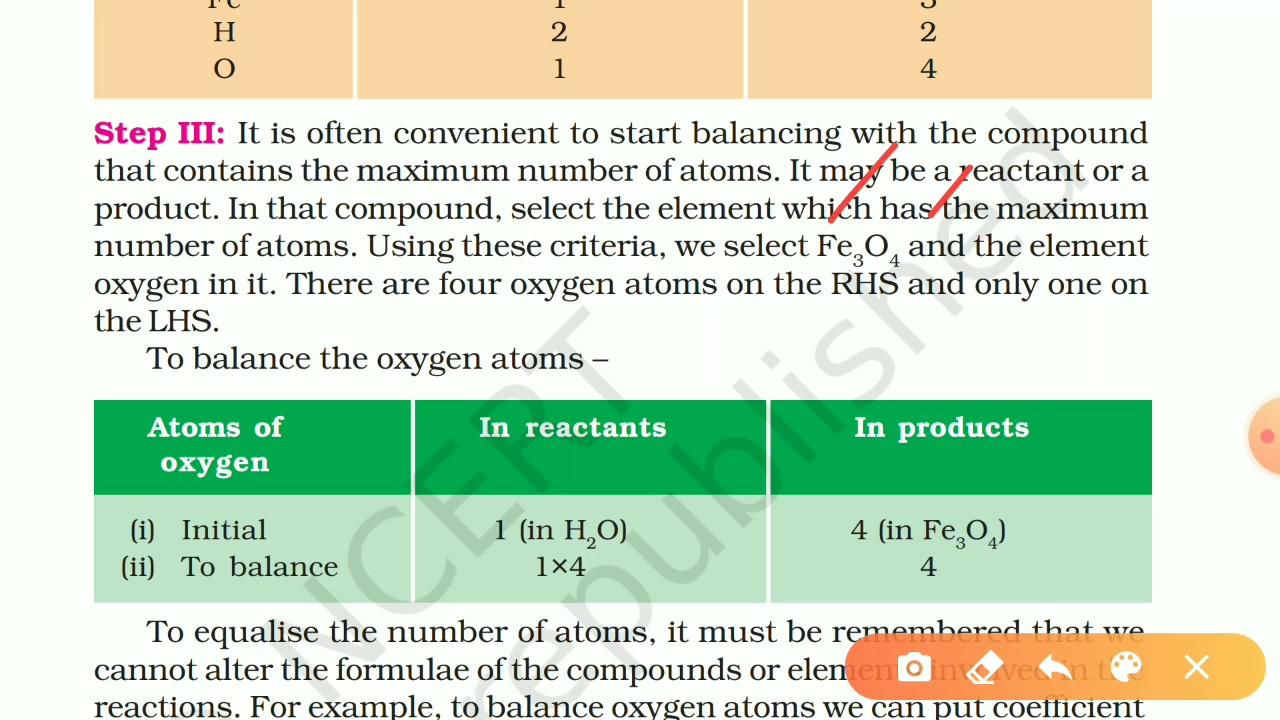 Fe 1 3
H 2 2
O 1 4
Step III: It is often convenient to start balancing with the compound
that contains the maximum number of atoms. It may be a reactant or a
product. In that compound, select the element which has the maximum
number of atoms. Using these criteria, we select Fe₃O₄ and the element
oxygen in it. There are four oxygen atoms on the RHS and only one on
the LHS.
To balance the oxygen atoms –
Atoms of In reactants In products
oxygen
(i) Initial 1 (in H₂O) 4 (in Fe₃O₄)
(ii) To balance 1×4 4
To equalise the number of atoms, it must be remembered that we
cannot alter the formulae of the compounds or elements involved in the
reactions. For example, to balance oxygen atoms we can put coefficient
NCERT
republished